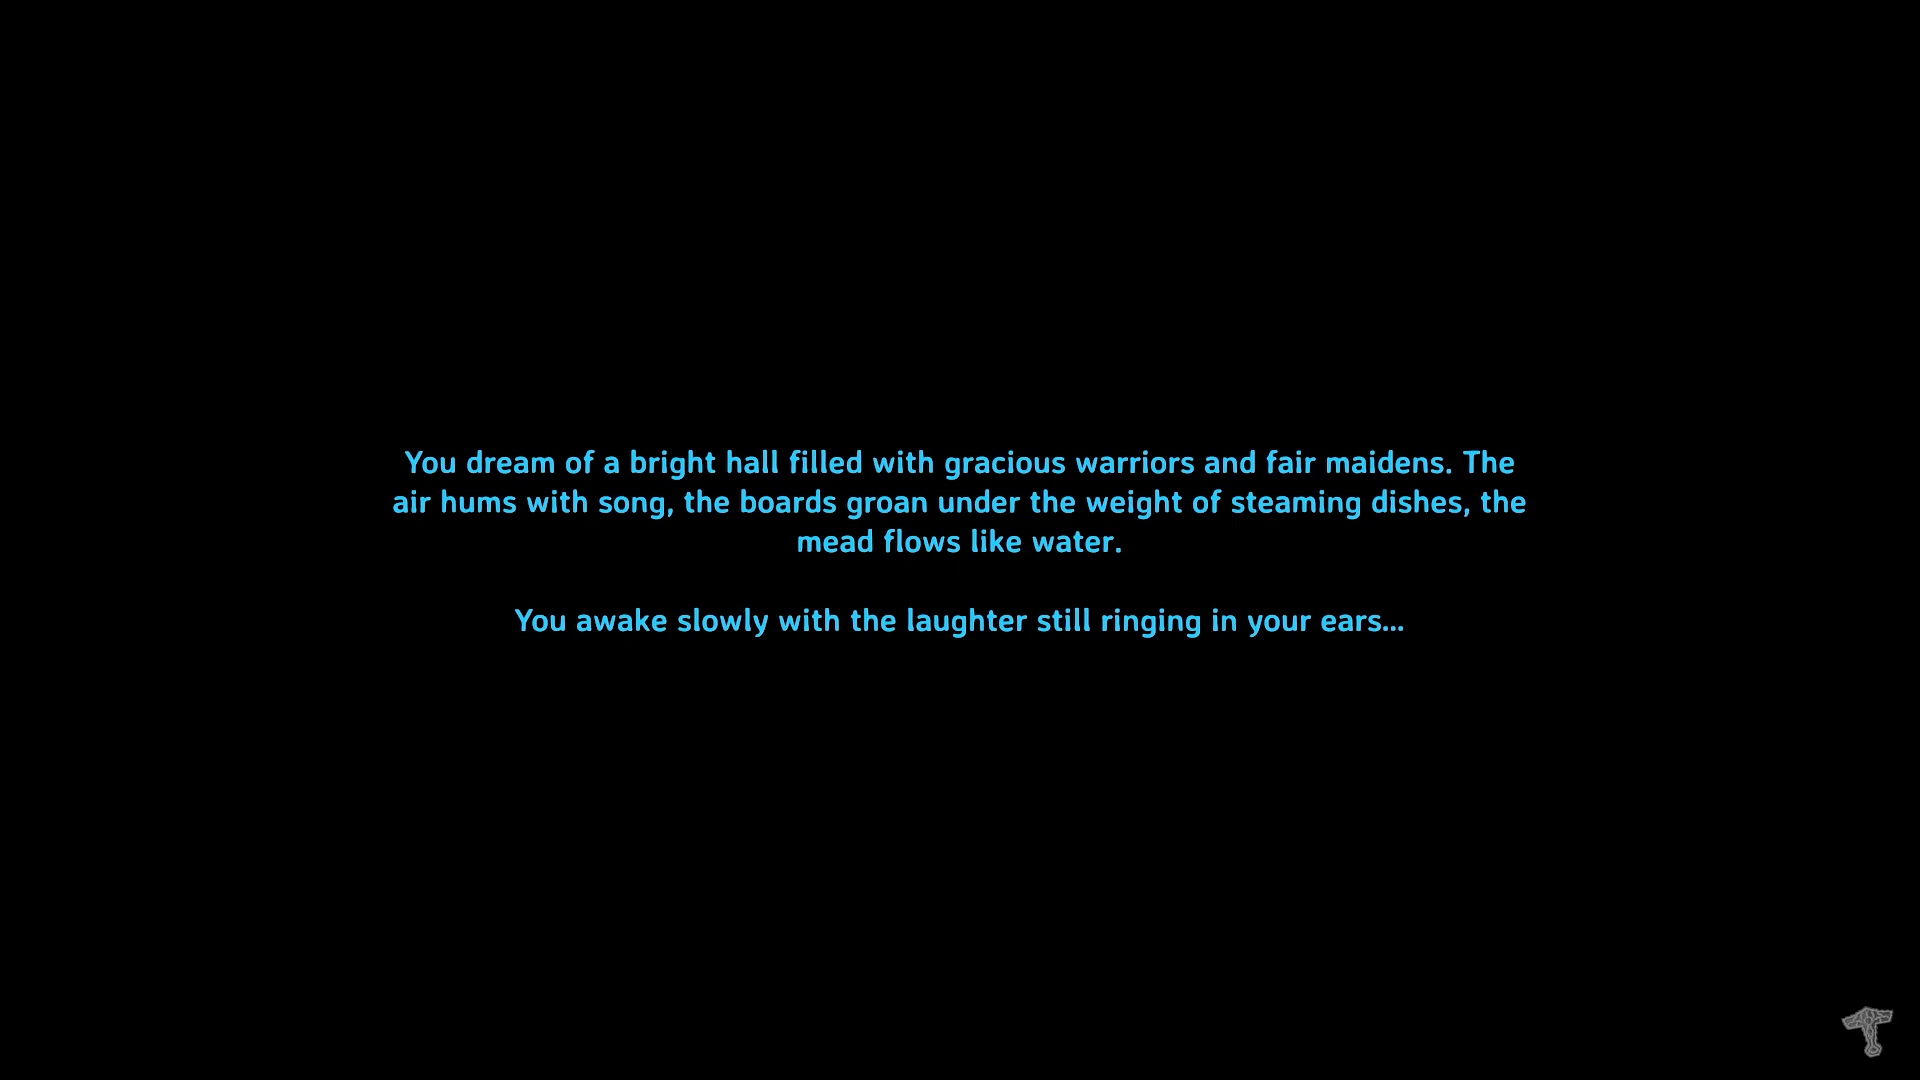 You dream of a bright hall filled with gracious warriors and fair maidens. The
air hums with song, the boards groan under the weight of steaming dishes, the
mead flows like water.
You awake slowly with the laughter still ringing in your ears...